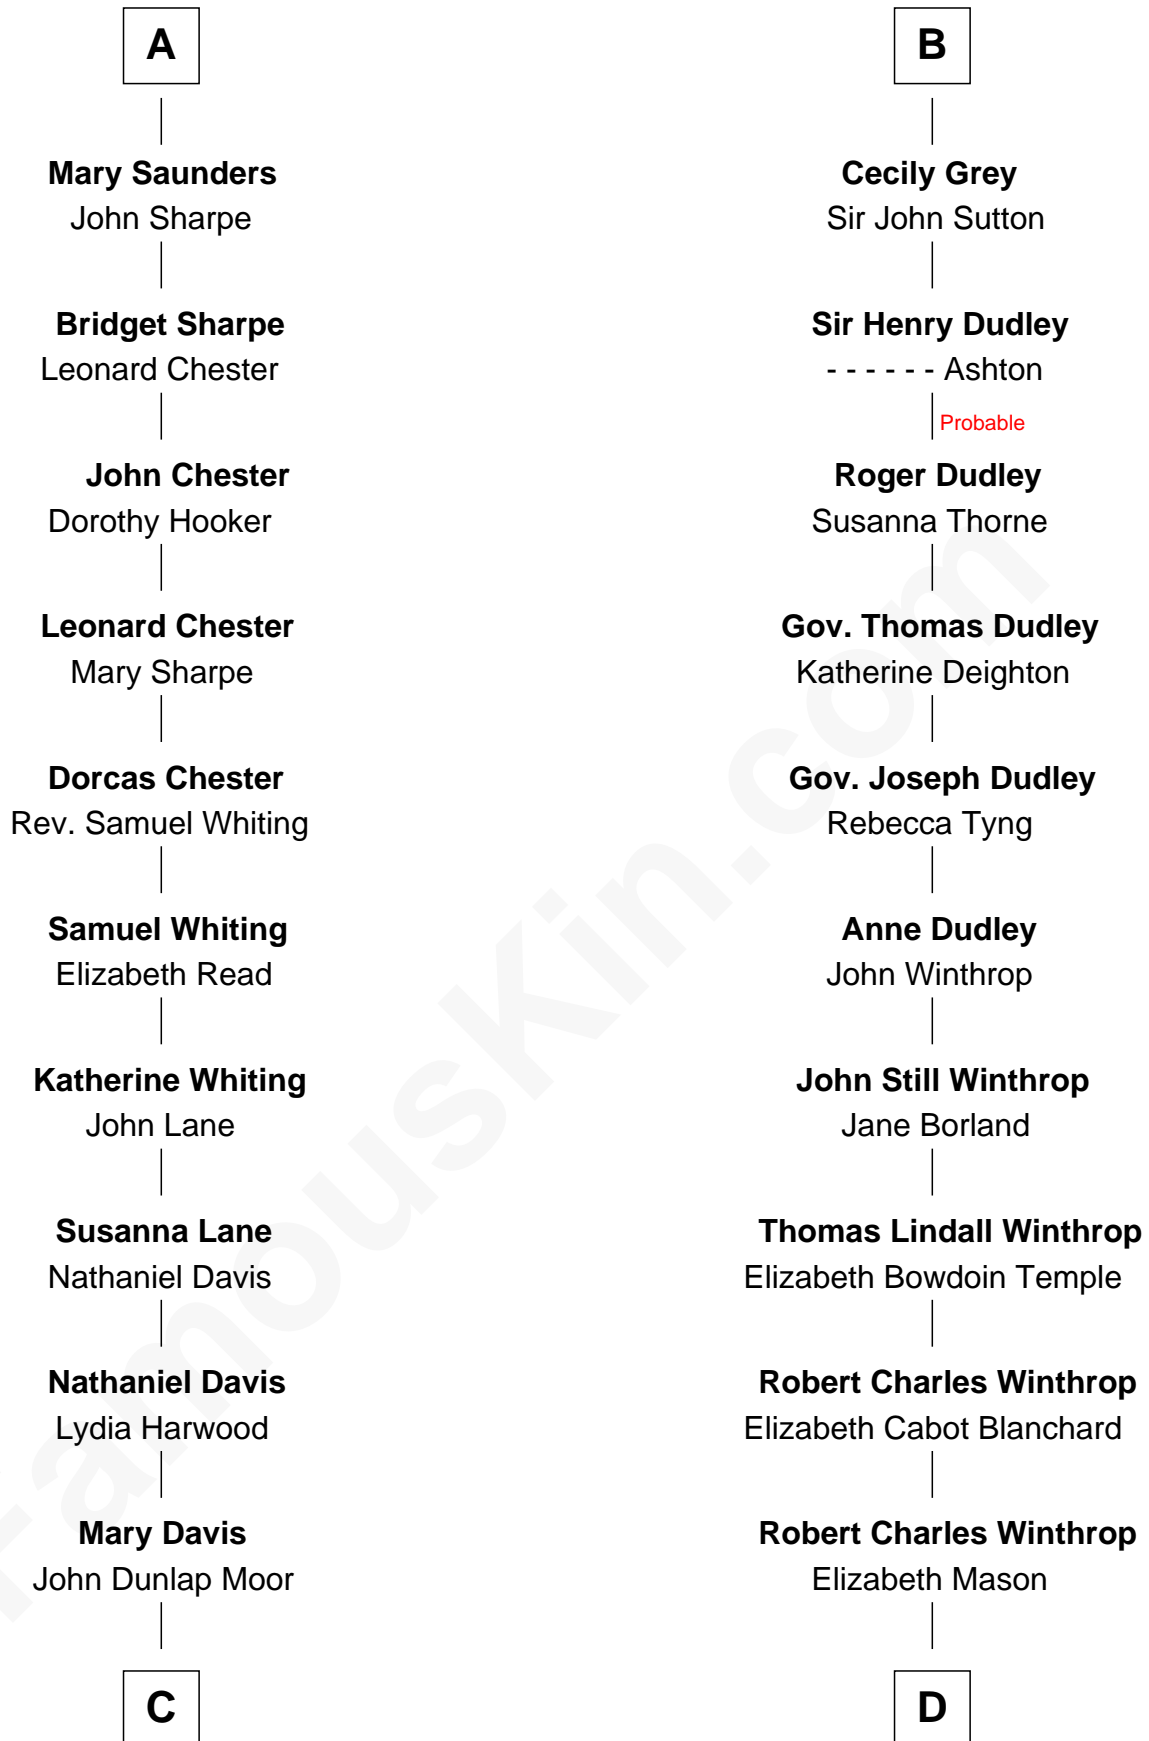 A
Mary Saunders
John Sharpe
Bridget Sharpe
Leonard Chester
John Chester
Dorothy Hooker
Leonard Chester
Mary Sharpe
Dorcas Chester
Rev. Samuel Whiting
Samuel Whiting
Elizabeth Read
Katherine Whiting
John Lane
Susanna Lane
Nathaniel Davis
Nathaniel Davis
Lydia Harwood
Mary Davis
John Dunlap Moor
C
B
Cecily Grey
Sir John Sutton
Sir Henry Dudley
- - - - - - Ashton
Probable
Roger Dudley
Susanna Thorne
Gov. Thomas Dudley
Katherine Deighton
Gov. Joseph Dudley
Rebecca Tyng
Anne Dudley
John Winthrop
John Still Winthrop
Jane Borland
Thomas Lindall Winthrop
Elizabeth Bowdoin Temple
Robert Charles Winthrop
Elizabeth Cabot Blanchard
Robert Charles Winthrop
Elizabeth Mason
D
FamousKin.com